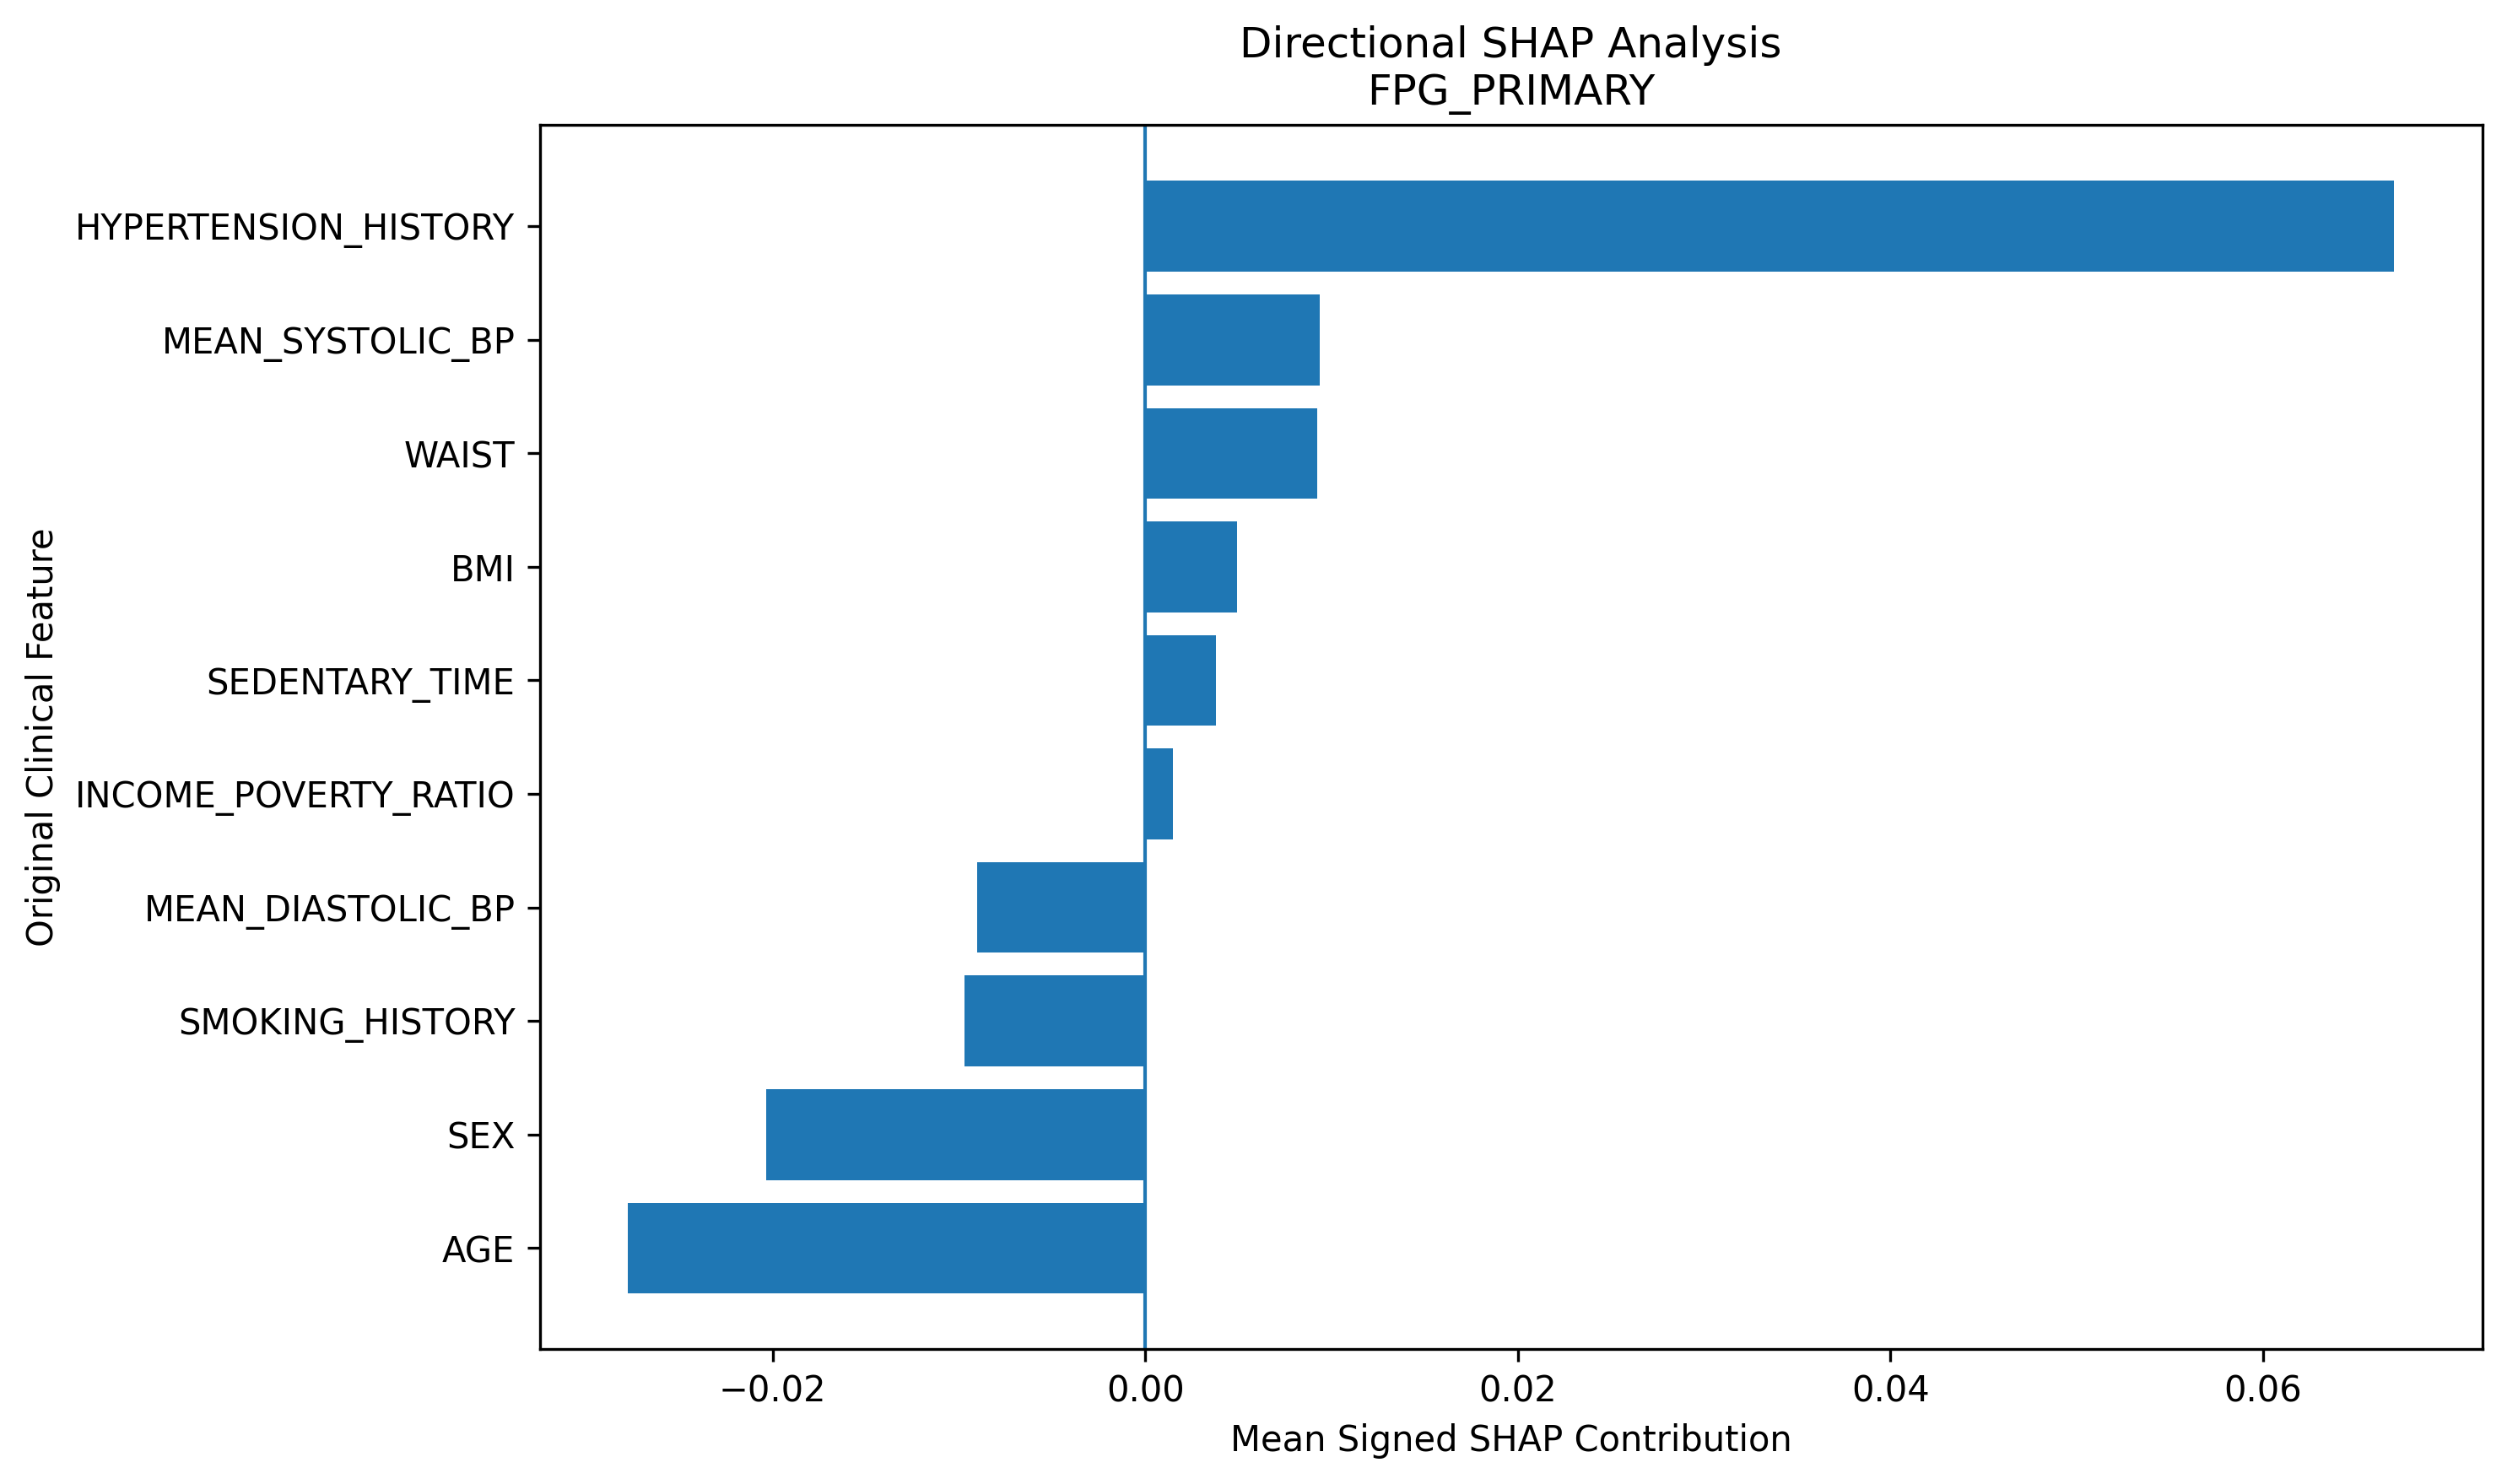 Directional SHAP Analysis
FPG_PRIMARY
Original Clinical Feature
HYPERTENSION_HISTORY
MEAN_SYSTOLIC_BP
WAIST
BMI
SEDENTARY_TIME
INCOME_POVERTY_RATIO
MEAN_DIASTOLIC_BP
SMOKING_HISTORY
SEX
AGE
−0.02 0.00 0.02 0.04 0.06
Mean Signed SHAP Contribution